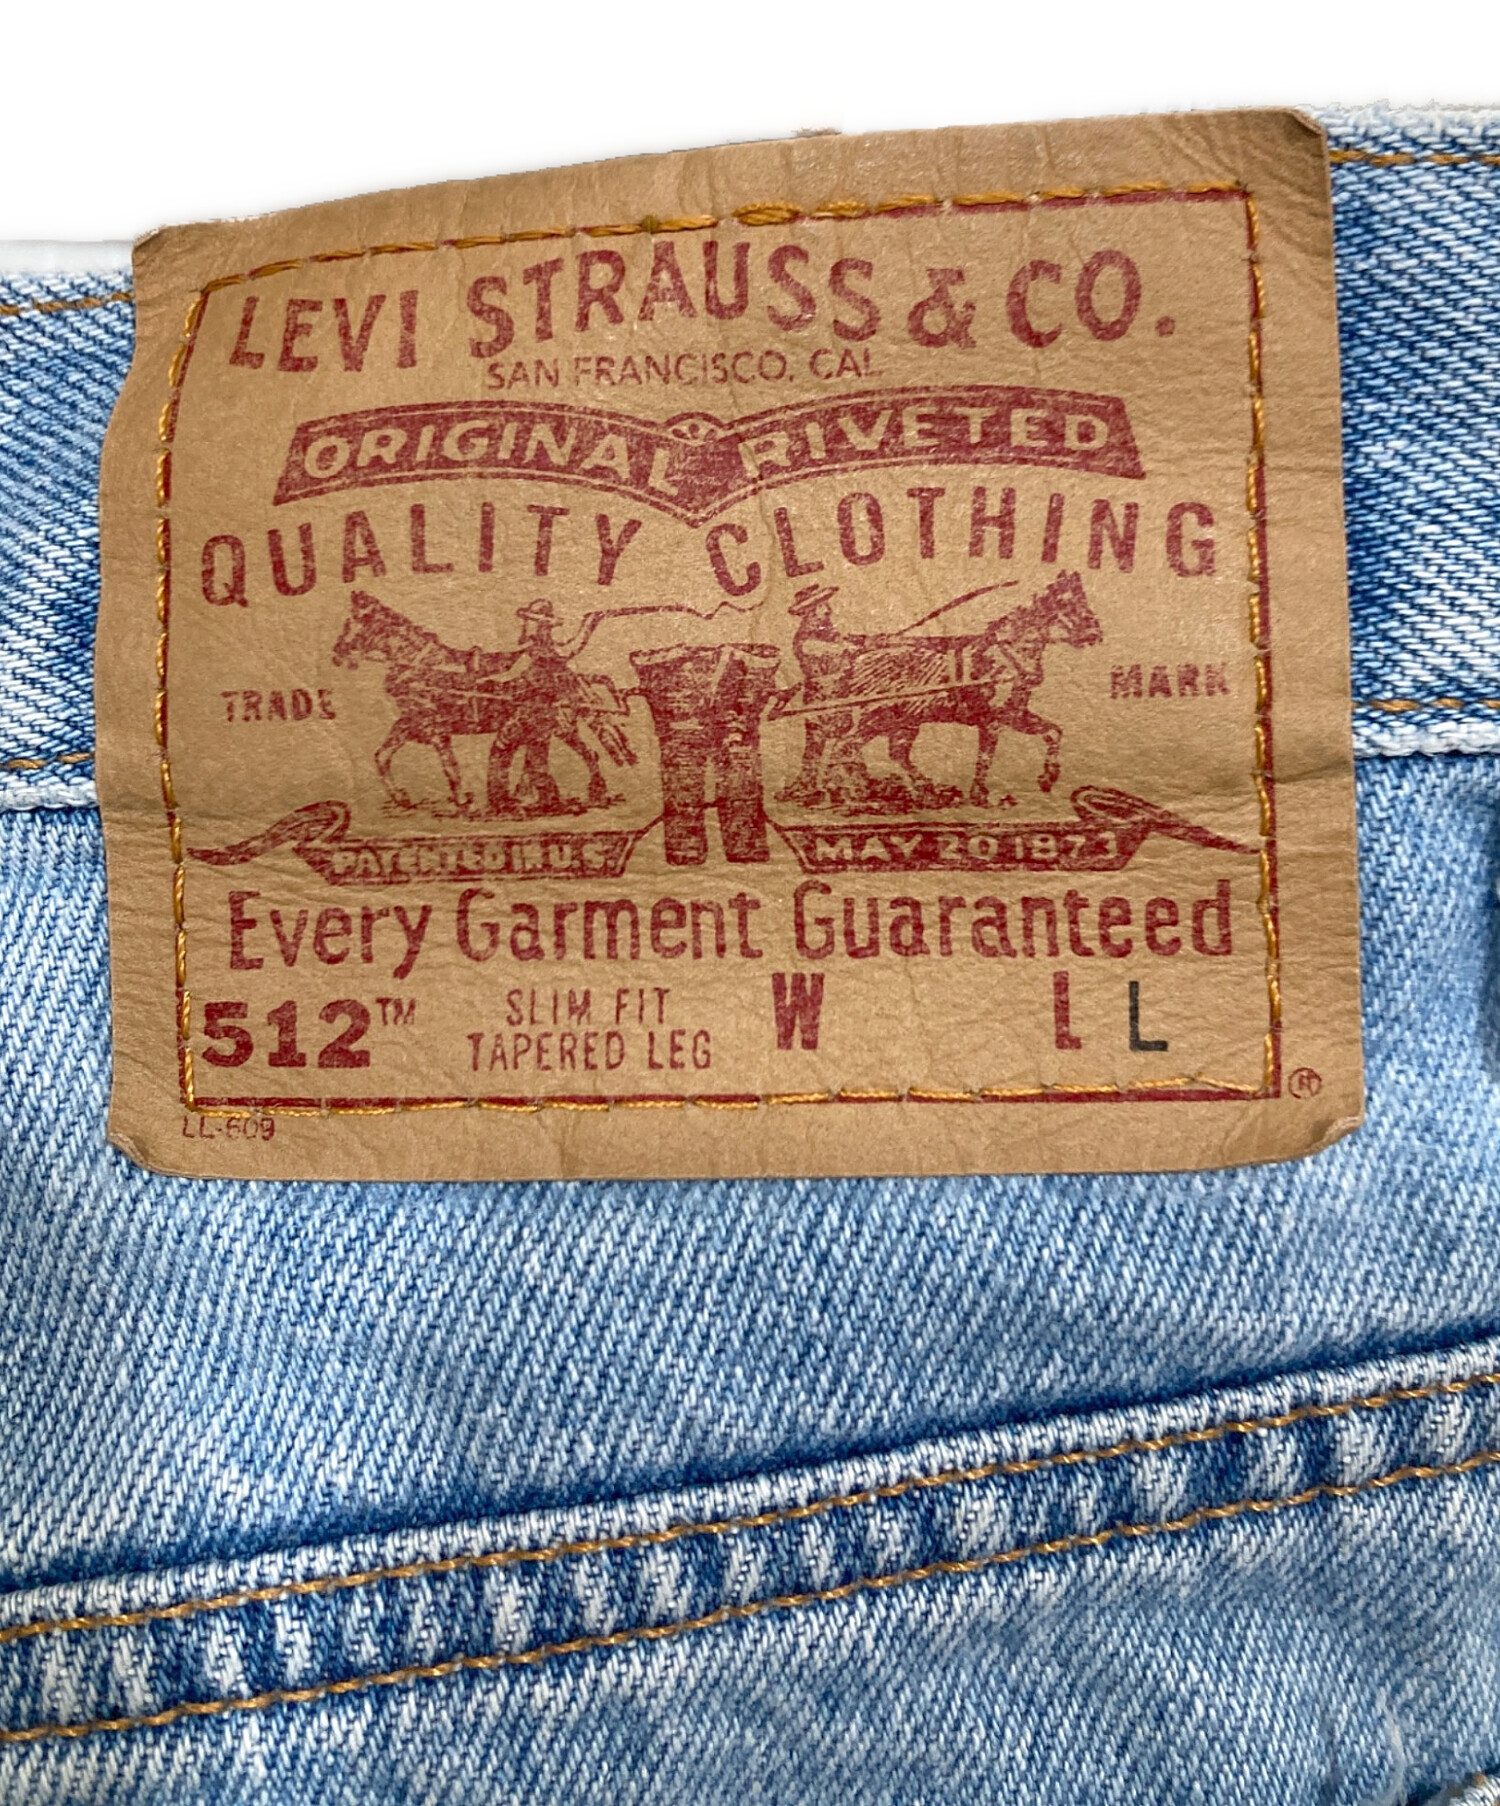 LEVI STRAUSS & CO.
SAN FRANCISCO, CAL
ORIGINAL RIVETED
QUALITY CLOTHING
TRADE MARK
PATENTED IN U.S. MAY 20 1873
Every Garment Guaranteed
512™ SLIM FIT TAPERED LEG W L L
LL-609 ®